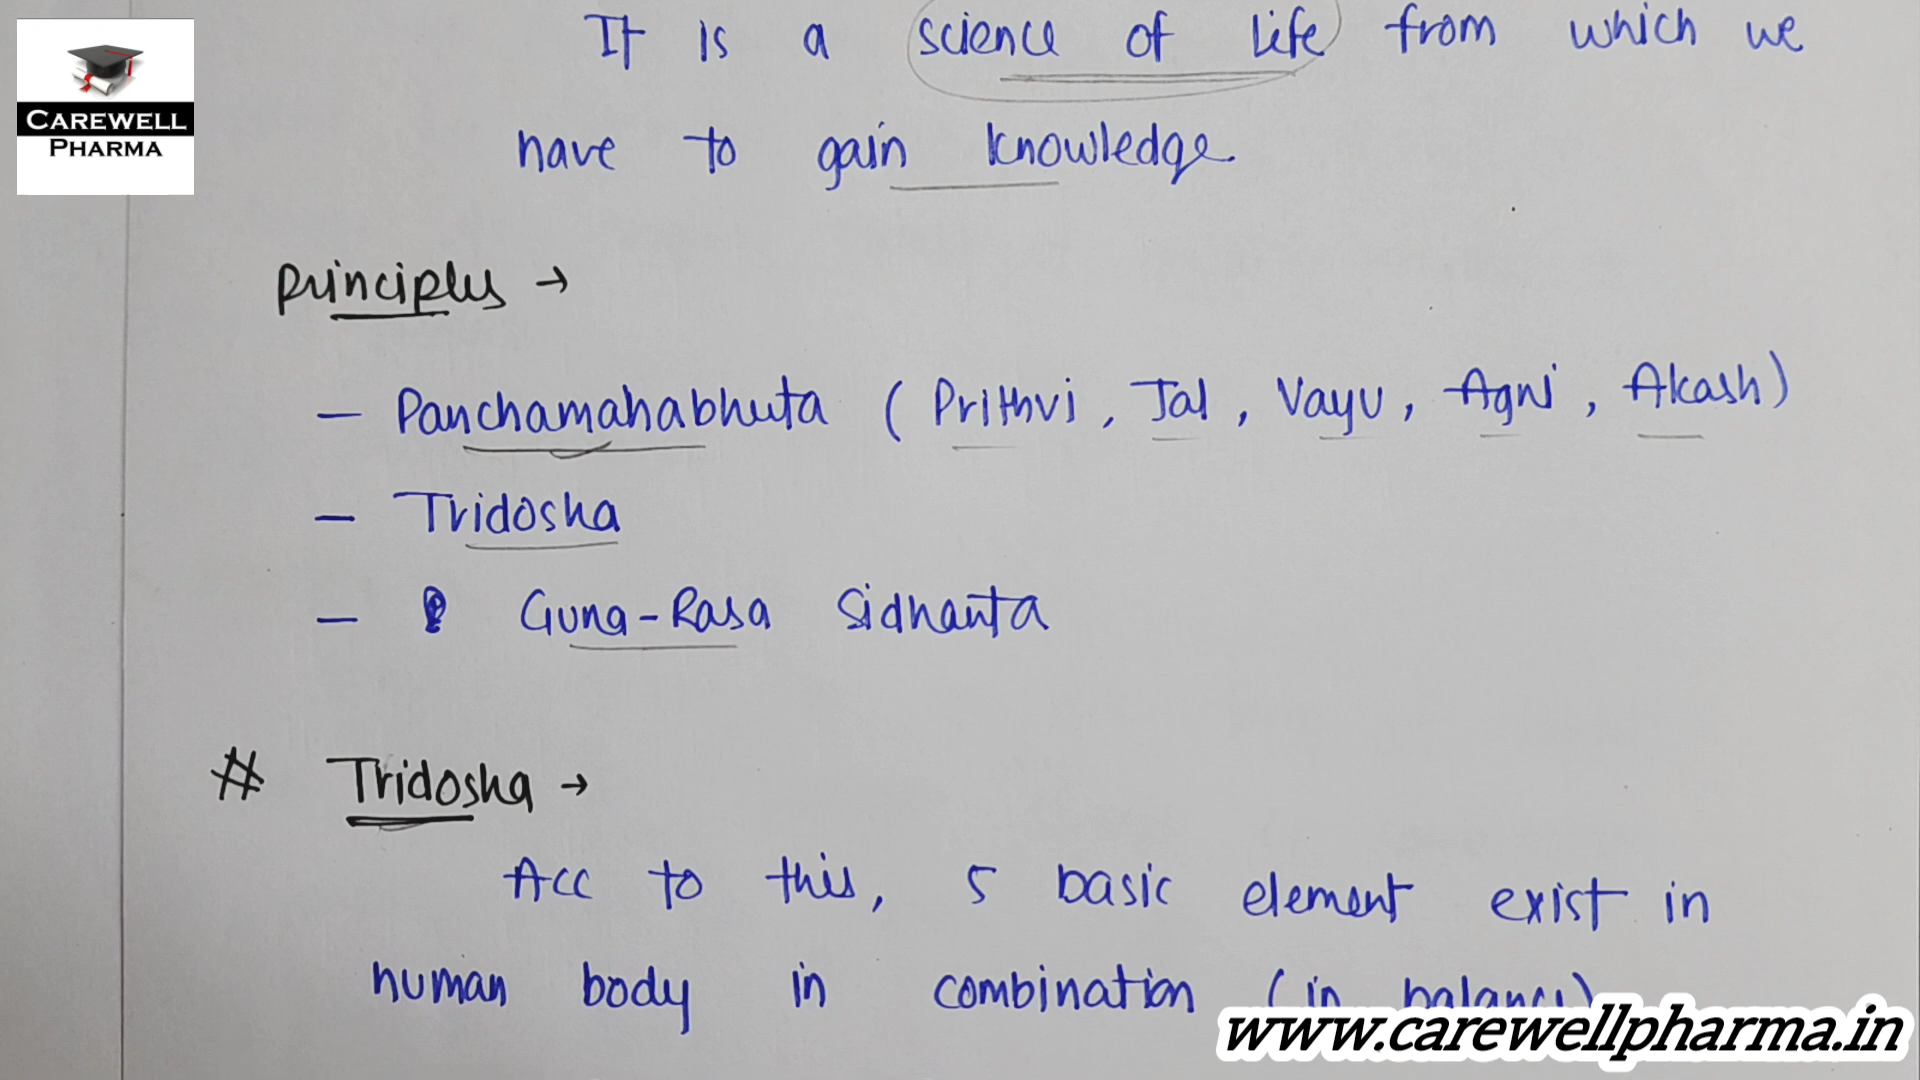 CAREWELL
PHARMA
It is a science of life from which we
have to gain knowledge.
Principles →
— Panchamahabhuta ( Prithvi, Jal, Vayu, Agni, Akash)
— Tridosha
— Guna-Rasa Sidhanta
# Tridosha →
Acc to this, 5 basic element exist in
human body in combination (in balance)
www.carewellpharma.in